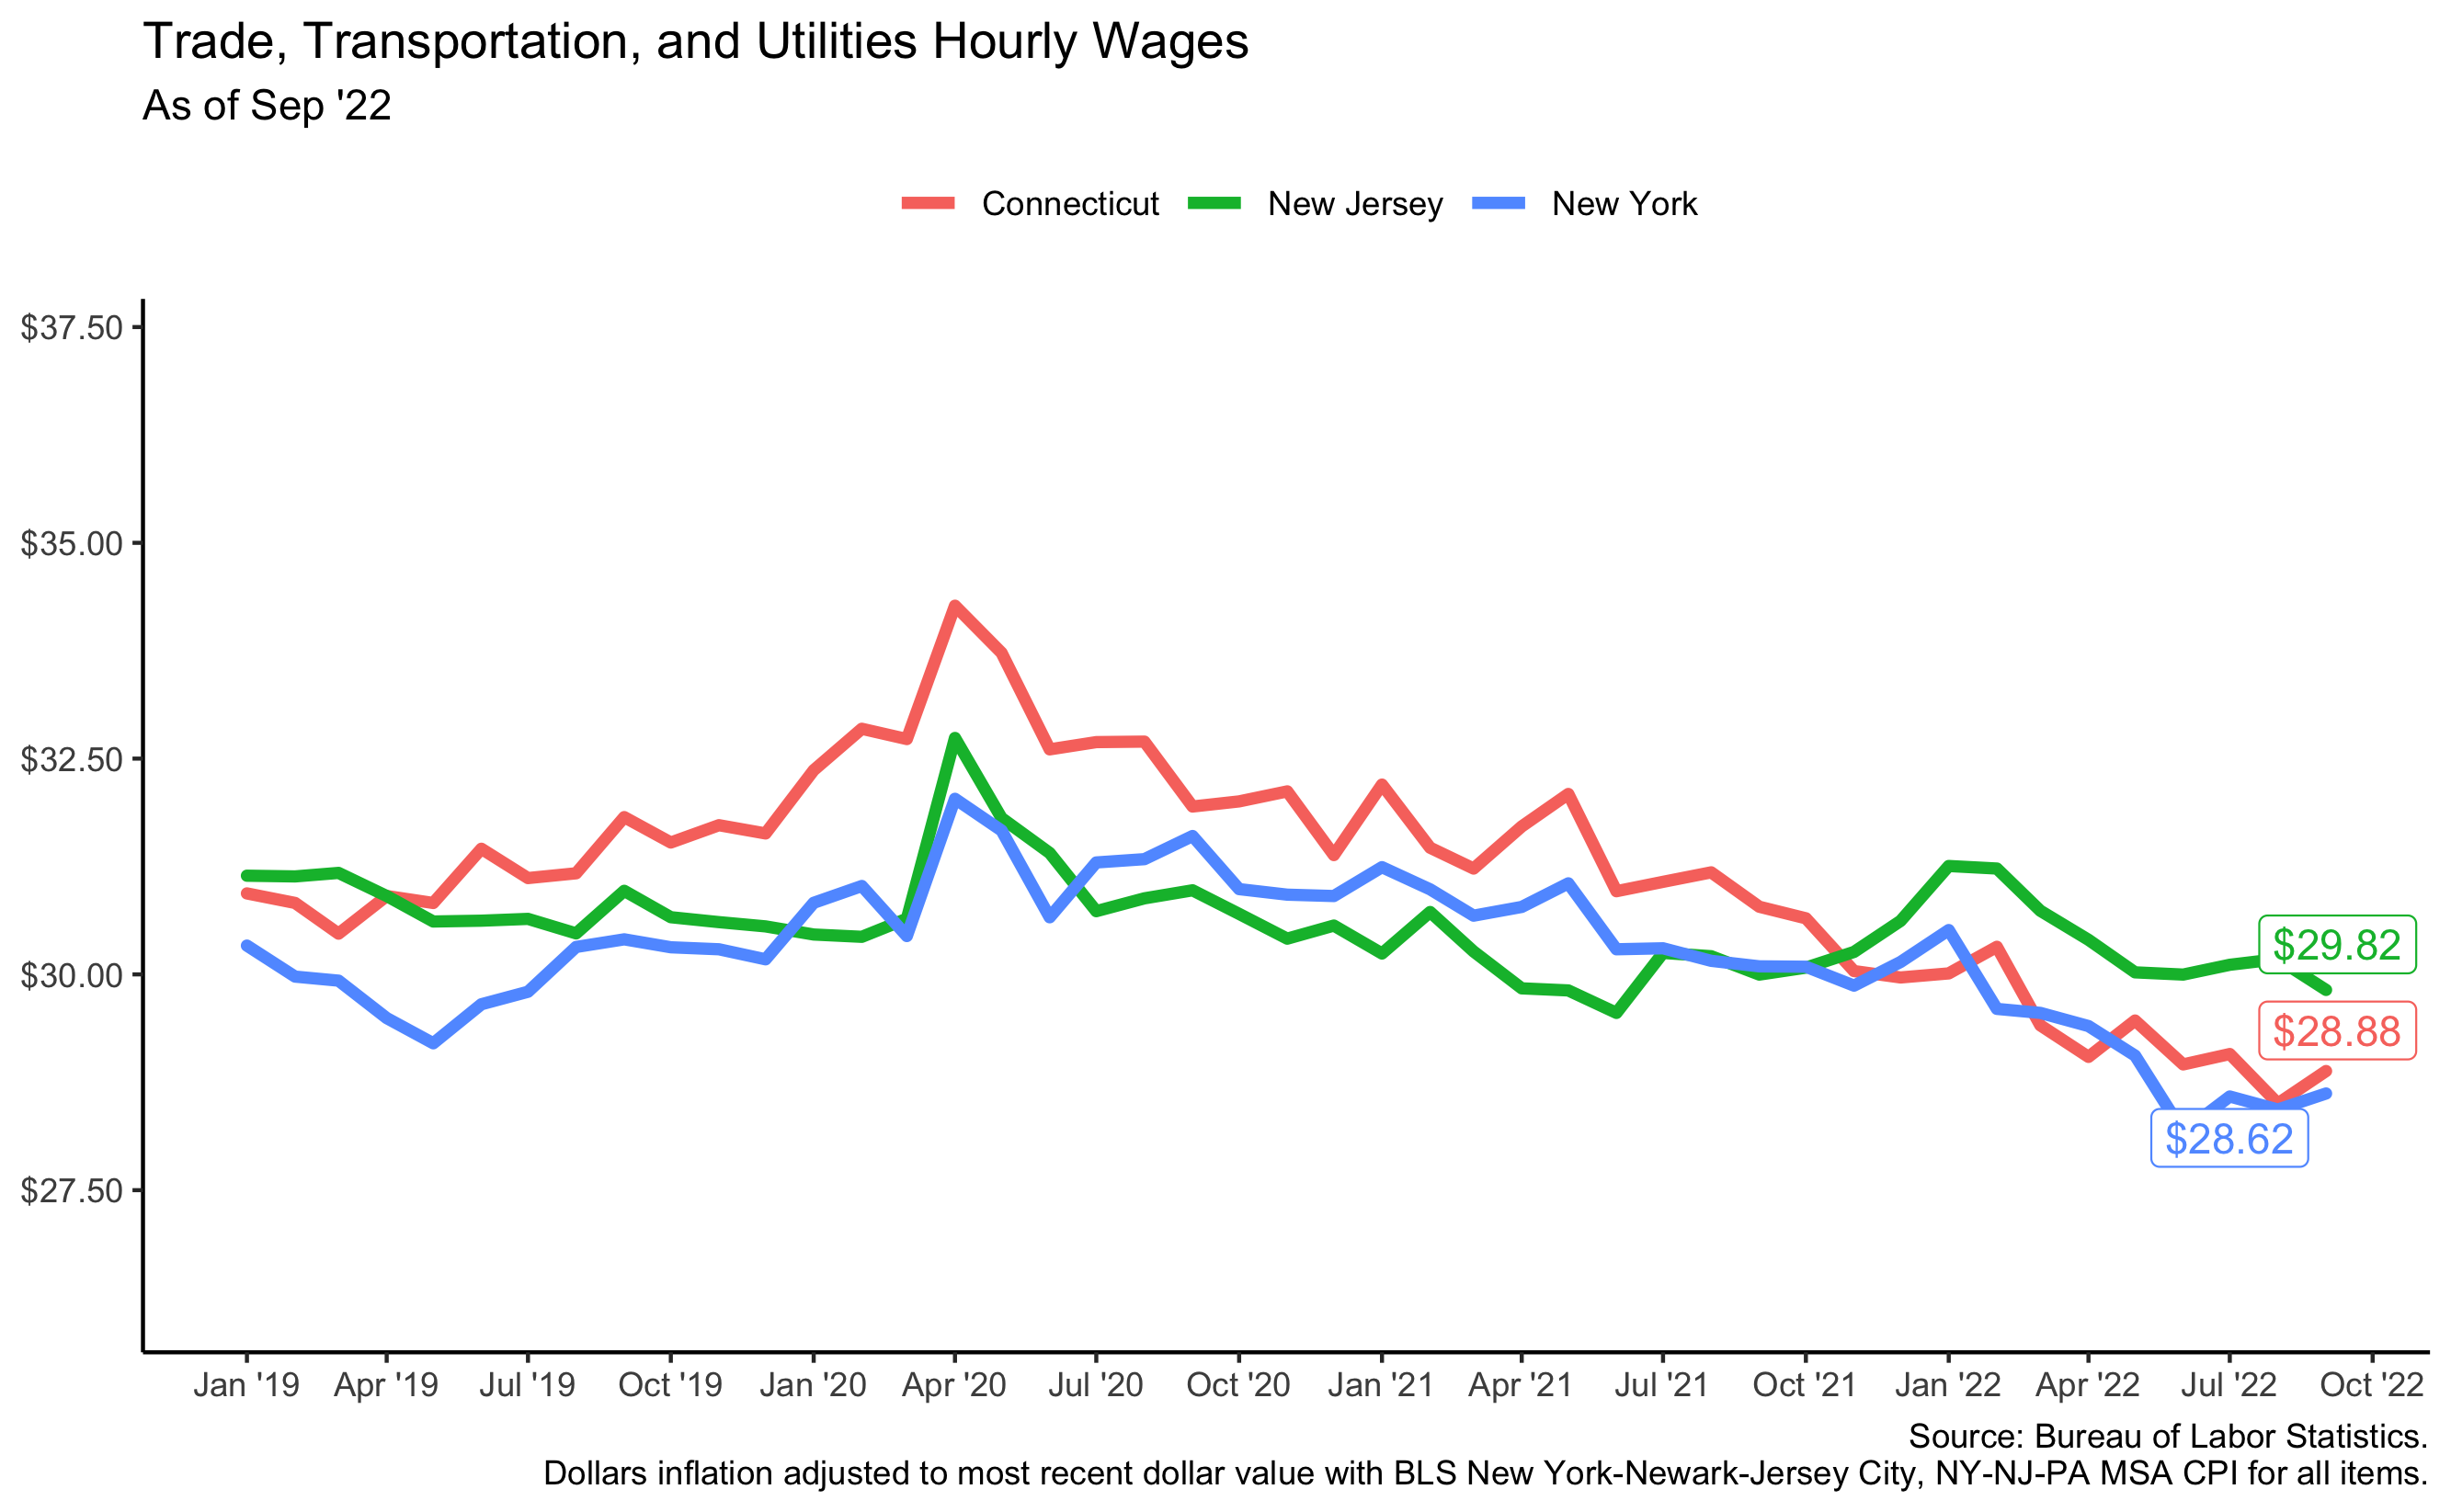 Trade, Transportation, and Utilities Hourly Wages
As of Sep '22
Connecticut New Jersey New York
$37.50
$35.00
$32.50
$30.00
$27.50
$29.82
$28.88
$28.62
Jan '19 Apr '19 Jul '19 Oct '19 Jan '20 Apr '20 Jul '20 Oct '20 Jan '21 Apr '21 Jul '21 Oct '21 Jan '22 Apr '22 Jul '22 Oct '22
Source: Bureau of Labor Statistics.
Dollars inflation adjusted to most recent dollar value with BLS New York-Newark-Jersey City, NY-NJ-PA MSA CPI for all items.